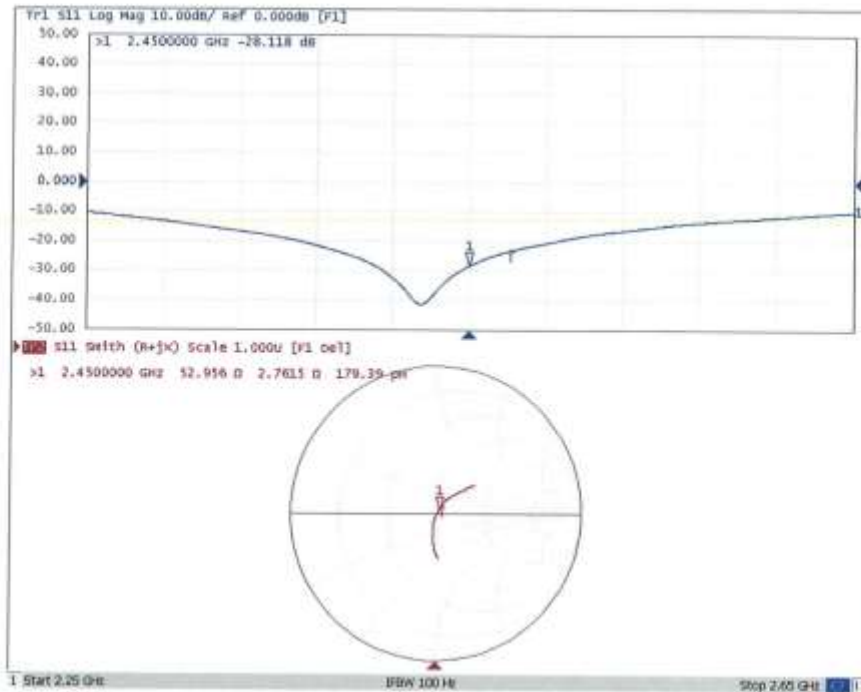 Tr1 S11 Log Mag 10.00dB/ Ref 0.000dB [F1]
>1 2.4500000 GHz -28.118 dB
50.00
40.00
30.00
20.00
10.00
0.000
-10.00
-20.00
-30.00
-40.00
-50.00
1
1
S11 Smith (R+jX) Scale 1.000U [F1 Del]
>1 2.4500000 GHz 52.956 Ω 2.7615 Ω 179.39 pH
1
1 Start 2.25 GHz IFBW 100 Hz Stop 2.65 GHz